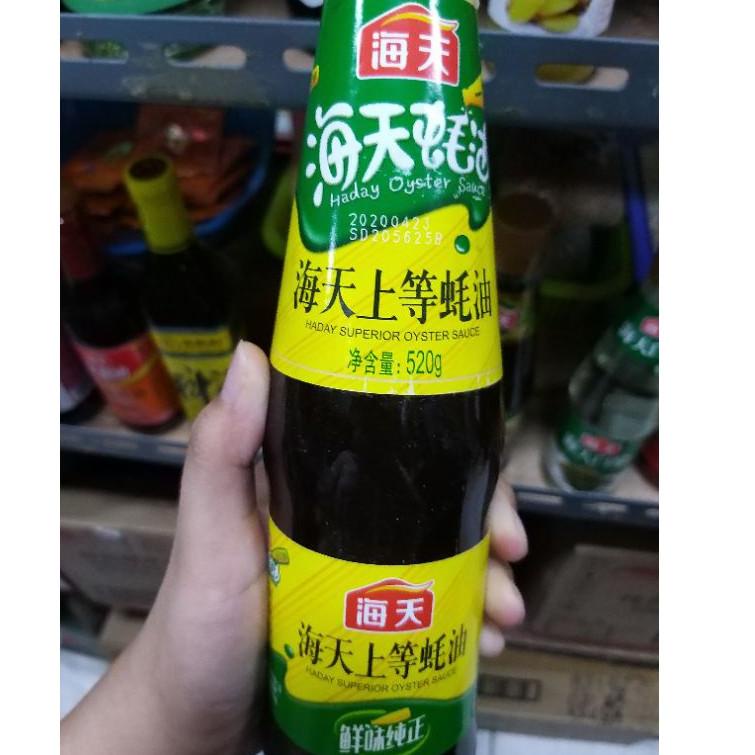 海天
海天蚝油
Haday Oyster Sauce
20200423
SD205625B
海天上等蚝油
HADAY SUPERIOR OYSTER SAUCE
净含量: 520g
海天
海天上等蚝油
HADAY SUPERIOR OYSTER SAUCE
鲜味纯正
海天